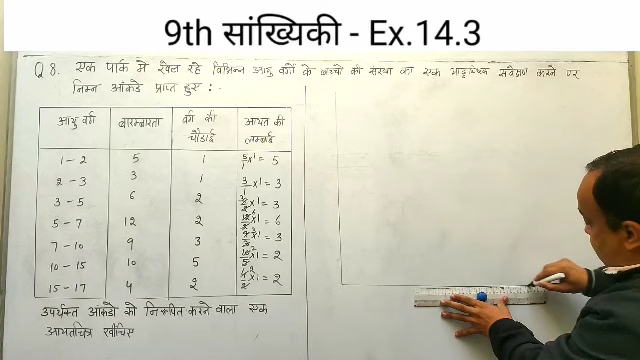 9th सांख्यिकी - Ex.14.3
Q 8. एक पार्क मे खेल रहे विभिन्न आयु वर्गो के बच्चो की संख्या का एक सर्वेक्षण करने पर
निम्न आंकडे प्राप्त हुए :-
आयु वर्ग बारम्बारता वर्ग की चौडाई आयत की लम्बाई
1-2 5 1 5/1 ×1 = 5
2-3 3 1 3/1 ×1 = 3
3-5 6 2 6/2 ×1 = 3
5-7 12 2 12/2 ×1 = 6
7-10 9 3 9/3 ×1 = 3
10-15 10 5 10/5 ×1 = 2
15-17 4 2 4/2 ×1 = 2
उपर्युक्त आंकडो को निरूपित करने वाला एक
आयतचित्र खींचिए